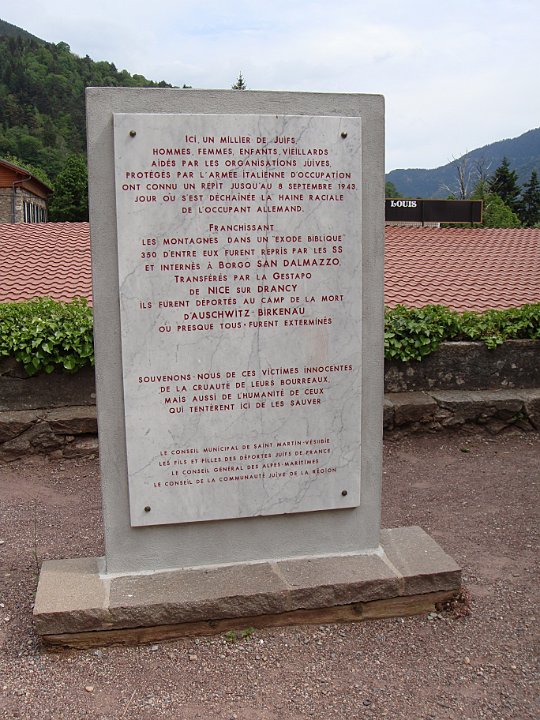 ICI, UN MILLIER DE JUIFS,
HOMMES, FEMMES, ENFANTS, VIEILLARDS
AIDÉS PAR LES ORGANISATIONS JUIVES,
PROTÉGÉS PAR L'ARMÉE ITALIENNE D'OCCUPATION
ONT CONNU UN RÉPIT JUSQU'AU 8 SEPTEMBRE 1943,
JOUR OÙ S'EST DÉCHAINÉE LA HAINE RACIALE
DE L'OCCUPANT ALLEMAND.
FRANCHISSANT
LES MONTAGNES DANS UN "EXODE BIBLIQUE"
350 D'ENTRE EUX FURENT REPRIS PAR LES SS
ET INTERNÉS À BORGO SAN DALMAZZO.
TRANSFÉRÉS PAR LA GESTAPO
DE NICE SUR DRANCY
ILS FURENT DÉPORTÉS AU CAMP DE LA MORT
D'AUSCHWITZ-BIRKENAU
OÙ PRESQUE TOUS FURENT EXTERMINÉS
SOUVENONS-NOUS DE CES VICTIMES INNOCENTES,
DE LA CRUAUTÉ DE LEURS BOURREAUX,
MAIS AUSSI DE L'HUMANITÉ DE CEUX
QUI TENTÈRENT ICI DE LES SAUVER
LE CONSEIL MUNICIPAL DE SAINT MARTIN-VÉSUBIE
LES FILS ET FILLES DES DÉPORTÉS JUIFS DE FRANCE
LE CONSEIL GÉNÉRAL DES ALPES-MARITIMES
LE CONSEIL DE LA COMMUNAUTÉ JUIVE DE LA RÉGION
LOUIS